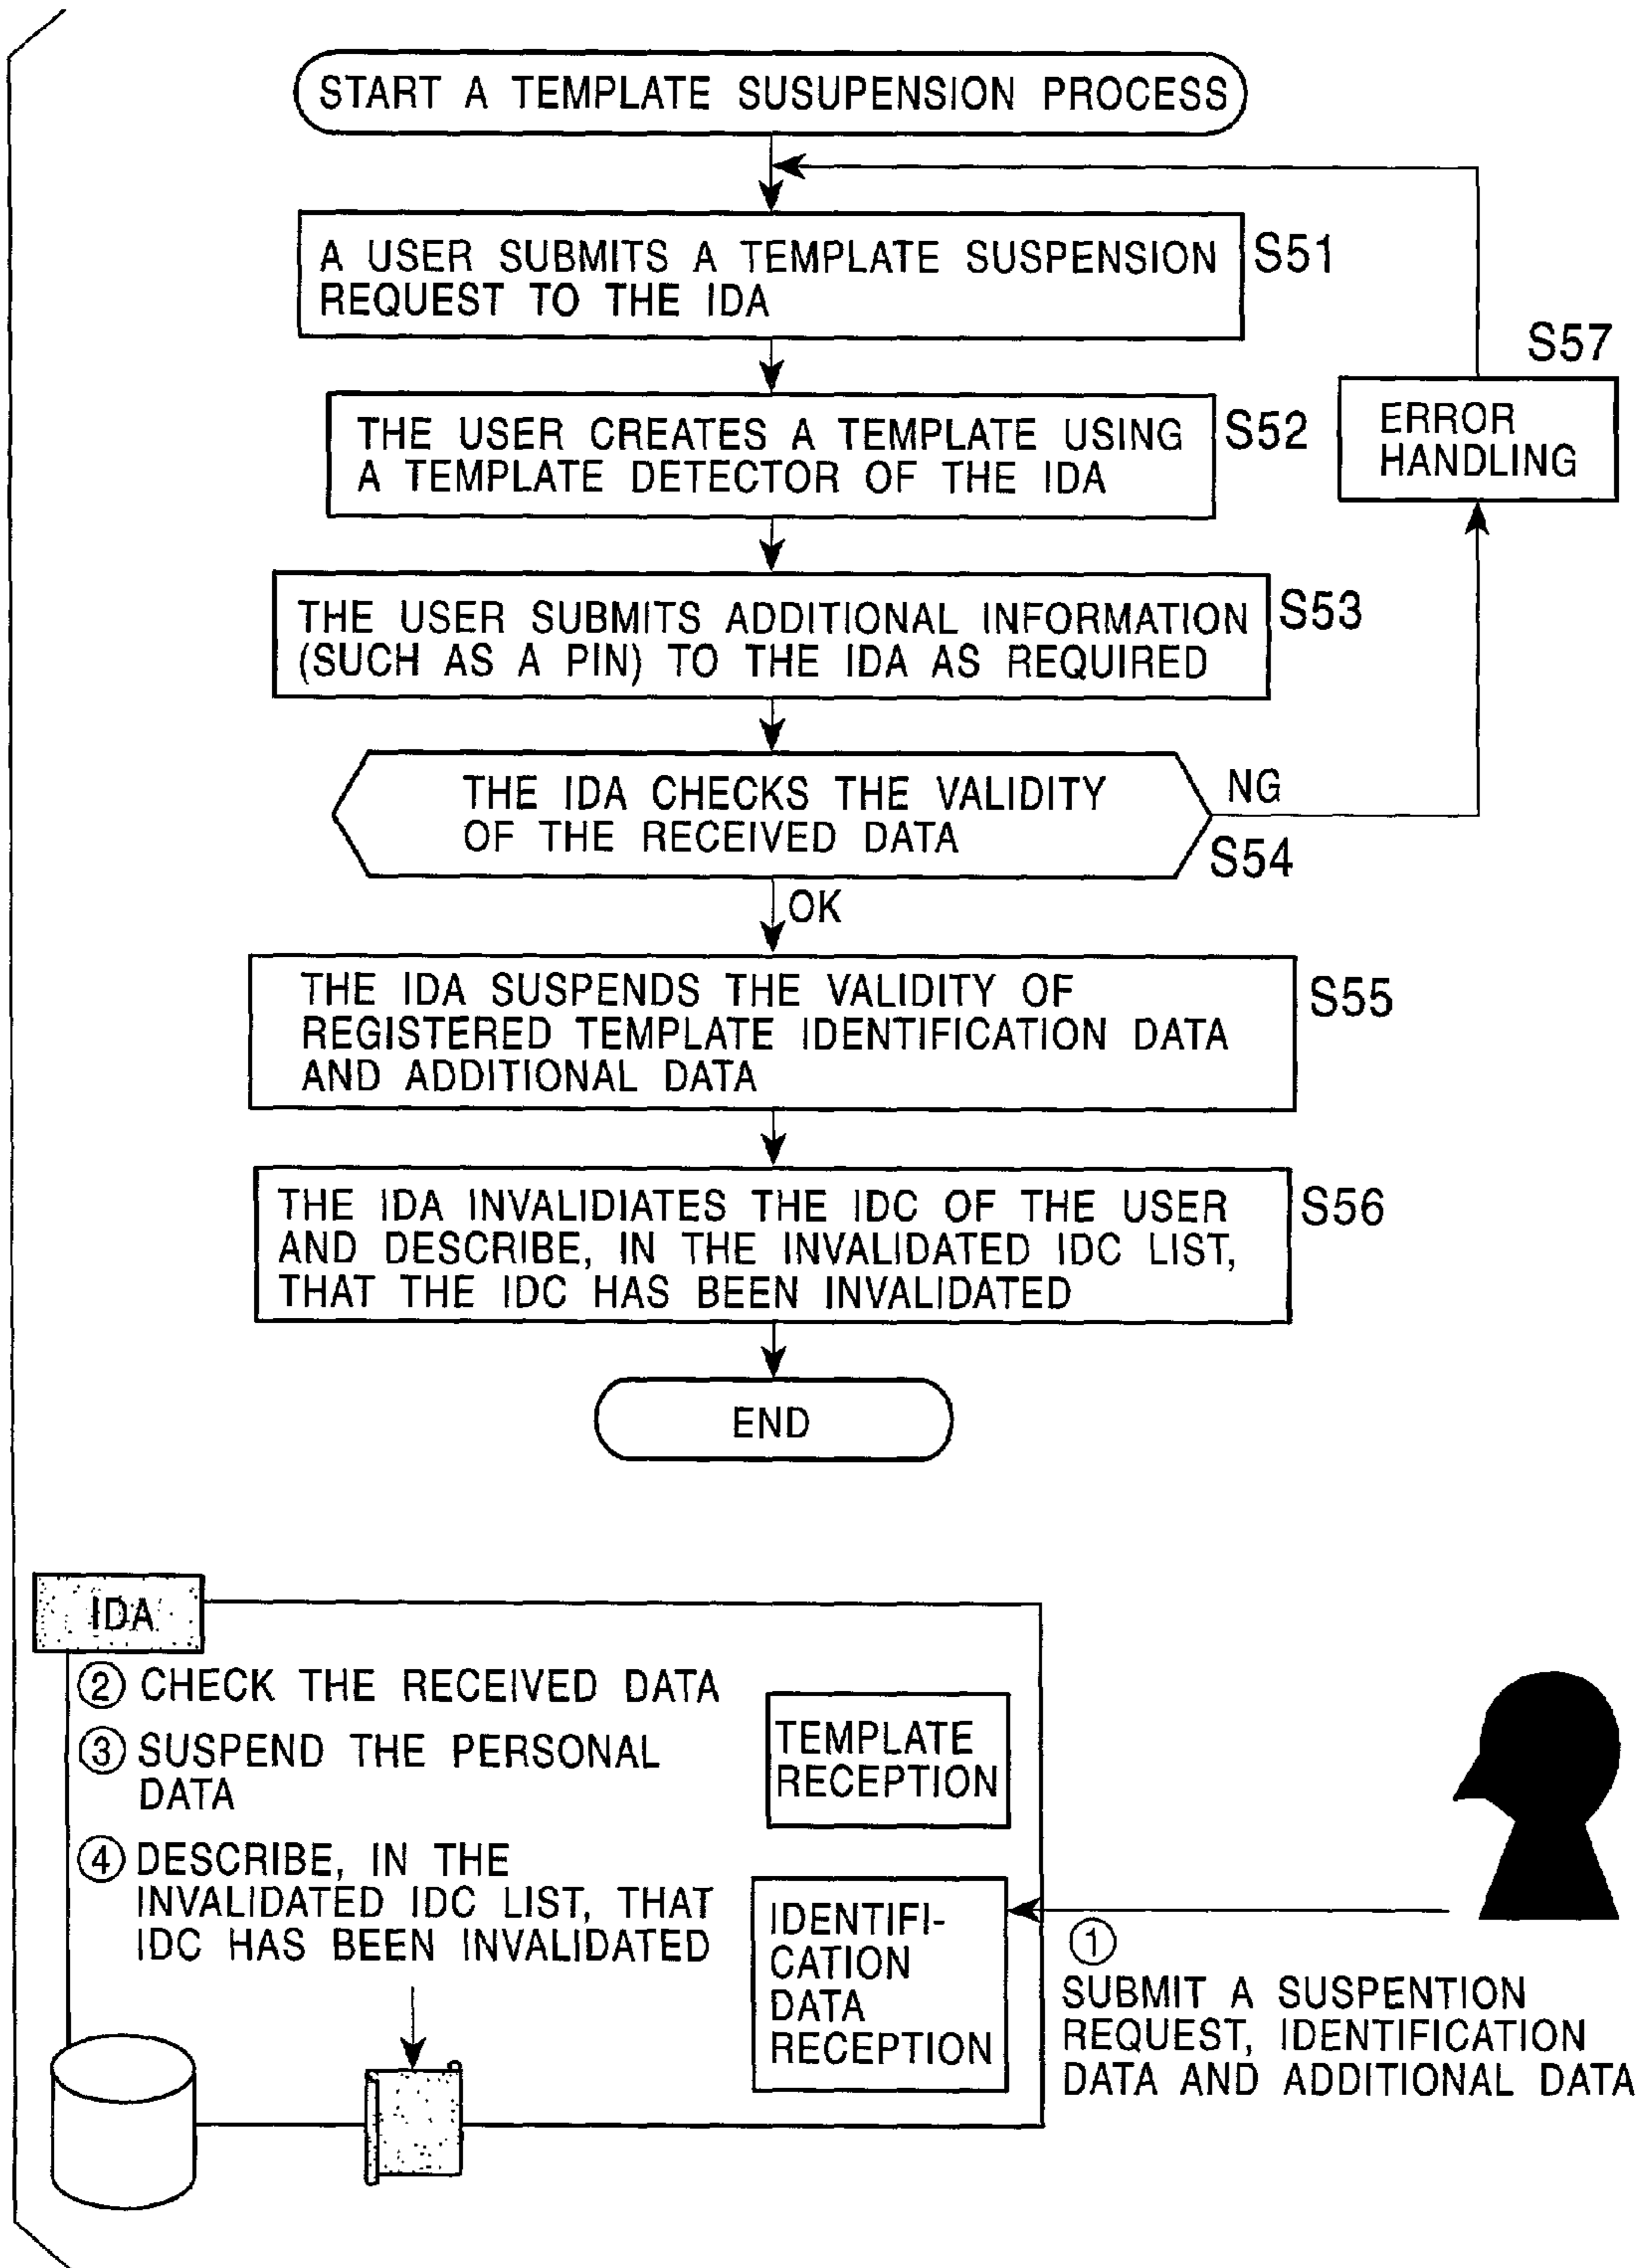 START A TEMPLATE SUSUPENSION PROCESS
A USER SUBMITS A TEMPLATE SUSPENSION
REQUEST TO THE IDA
S51
S57
ERROR
HANDLING
THE USER CREATES A TEMPLATE USING
A TEMPLATE DETECTOR OF THE IDA
S52
THE USER SUBMITS ADDITIONAL INFORMATION
(SUCH AS A PIN) TO THE IDA AS REQUIRED
S53
THE IDA CHECKS THE VALIDITY
OF THE RECEIVED DATA
NG
S54
OK
THE IDA SUSPENDS THE VALIDITY OF
REGISTERED TEMPLATE IDENTIFICATION DATA
AND ADDITIONAL DATA
S55
THE IDA INVALIDIATES THE IDC OF THE USER
AND DESCRIBE, IN THE INVALIDATED IDC LIST,
THAT THE IDC HAS BEEN INVALIDATED
S56
END
IDA
② CHECK THE RECEIVED DATA
③ SUSPEND THE PERSONAL
DATA
④ DESCRIBE, IN THE
INVALIDATED IDC LIST, THAT
IDC HAS BEEN INVALIDATED
TEMPLATE
RECEPTION
IDENTIFI-
CATION
DATA
RECEPTION
①
SUBMIT A SUSPENTION
REQUEST, IDENTIFICATION
DATA AND ADDITIONAL DATA